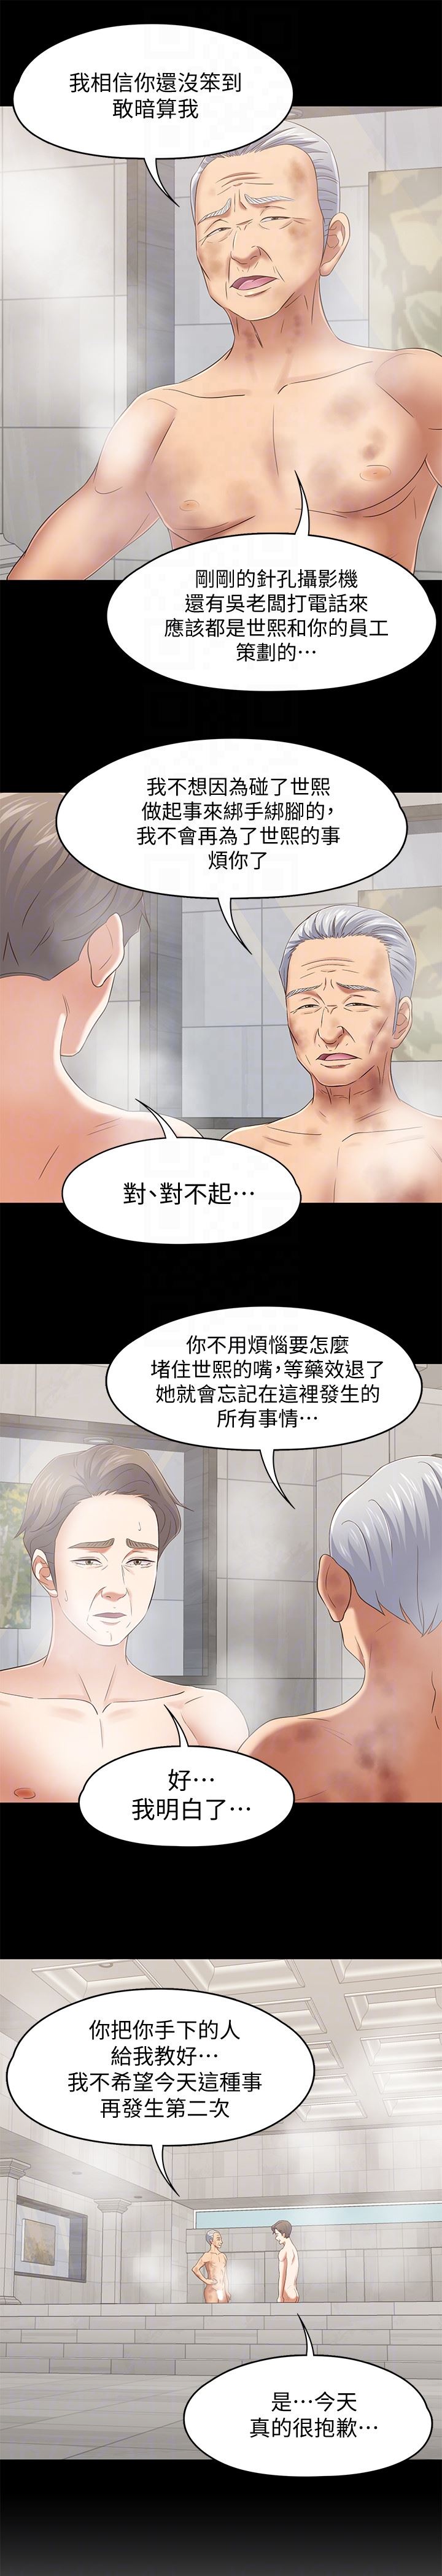 我相信你還沒笨到
敢暗算我
剛剛的針孔攝影機
還有吳老闆打電話來
應該都是世熙和你的員工
策劃的…
我不想因為碰了世熙
做起事來綁手綁腳的,
我不會再為了世熙的事
煩你了
對、對不起…
你不用煩惱要怎麼
堵住世熙的嘴,等藥效退了
她就會忘記在這裡發生的
所有事情…
好…
我明白了…
你把你手下的人
給我教好…
我不希望今天這種事
再發生第二次
是…今天
真的很抱歉…